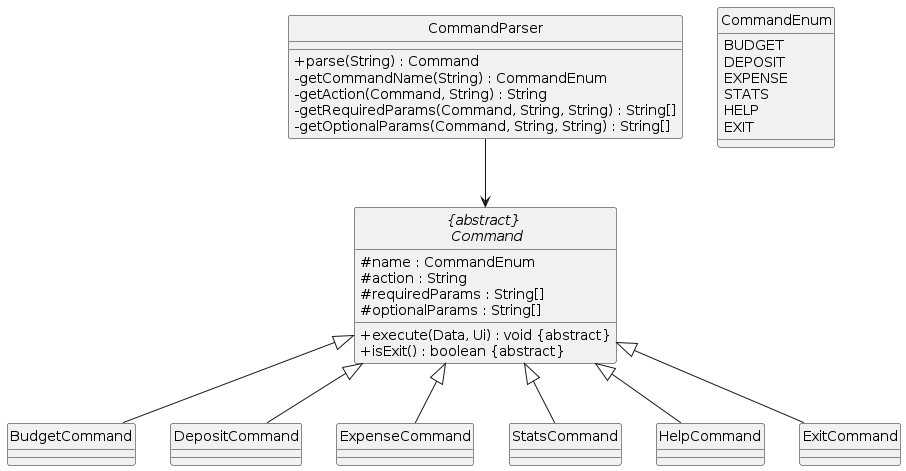 CommandParser
+parse(String) : Command
-getCommandName(String) : CommandEnum
-getAction(Command, String) : String
-getRequiredParams(Command, String, String) : String[]
-getOptionalParams(Command, String, String) : String[]
CommandEnum
BUDGET
DEPOSIT
EXPENSE
STATS
HELP
EXIT
{abstract}
Command
#name : CommandEnum
#action : String
#requiredParams : String[]
#optionalParams : String[]
+execute(Data, Ui) : void {abstract}
+isExit() : boolean {abstract}
BudgetCommand
DepositCommand
ExpenseCommand
StatsCommand
HelpCommand
ExitCommand